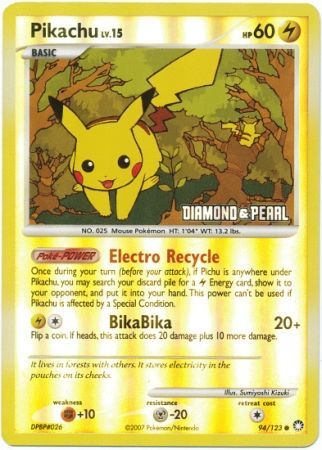 Pikachu LV.15 HP 60
BASIC
DIAMOND & PEARL
NO. 025 Mouse Pokémon HT: 1'04" WT: 13.2 lbs.
Poké-POWER Electro Recycle
Once during your turn (before your attack), if Pichu is anywhere under
Pikachu, you may search your discard pile for a Energy card, show it to
your opponent, and put it into your hand. This power can't be used if
Pikachu is affected by a Special Condition.
BikaBika 20+
Flip a coin. If heads, this attack does 20 damage plus 10 more damage.
It lives in forests with others. It stores electricity in the
pouches on its cheeks.
Illus. Sumiyoshi Kizuki
weakness resistance retreat cost
+10 -20
DPBP#026 ©2007 Pokémon/Nintendo 94/123